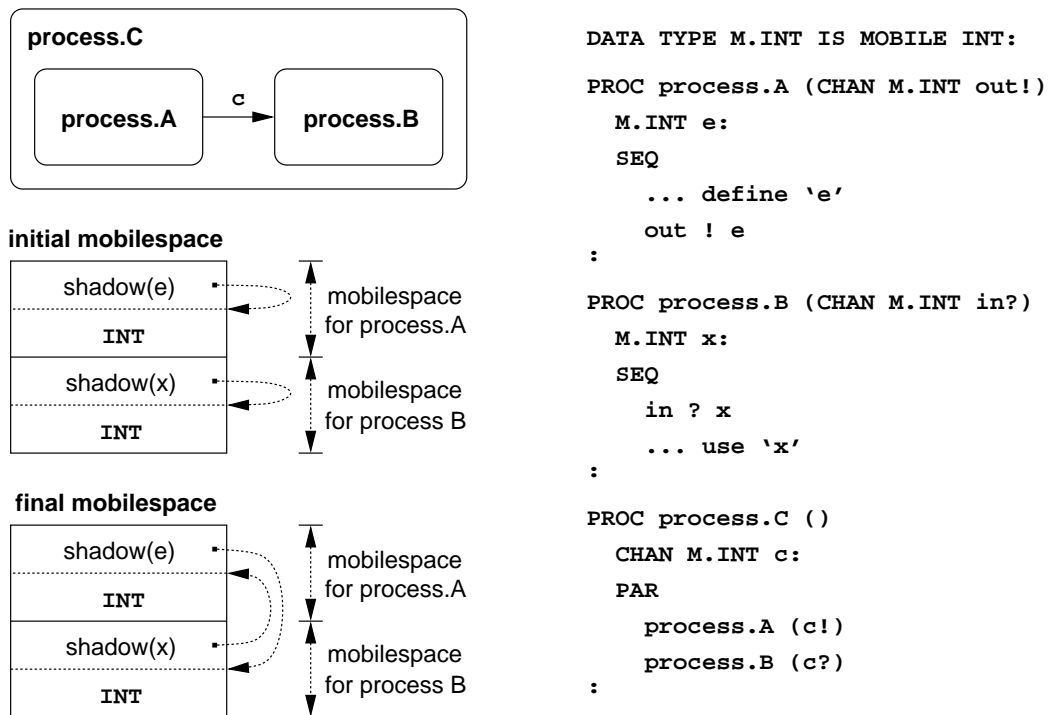 process.C
process.A
c
process.B
initial mobilespace
shadow(e)
INT
shadow(x)
INT
mobilespace
for process.A
mobilespace
for process B
final mobilespace
shadow(e)
INT
shadow(x)
INT
mobilespace
for process.A
mobilespace
for process B
DATA TYPE M.INT IS MOBILE INT:
PROC process.A (CHAN M.INT out!)
M.INT e:
SEQ
... define ‘e’
out ! e
:
PROC process.B (CHAN M.INT in?)
M.INT x:
SEQ
in ? x
... use ‘x’
:
PROC process.C ()
CHAN M.INT c:
PAR
process.A (c!)
process.B (c?)
: